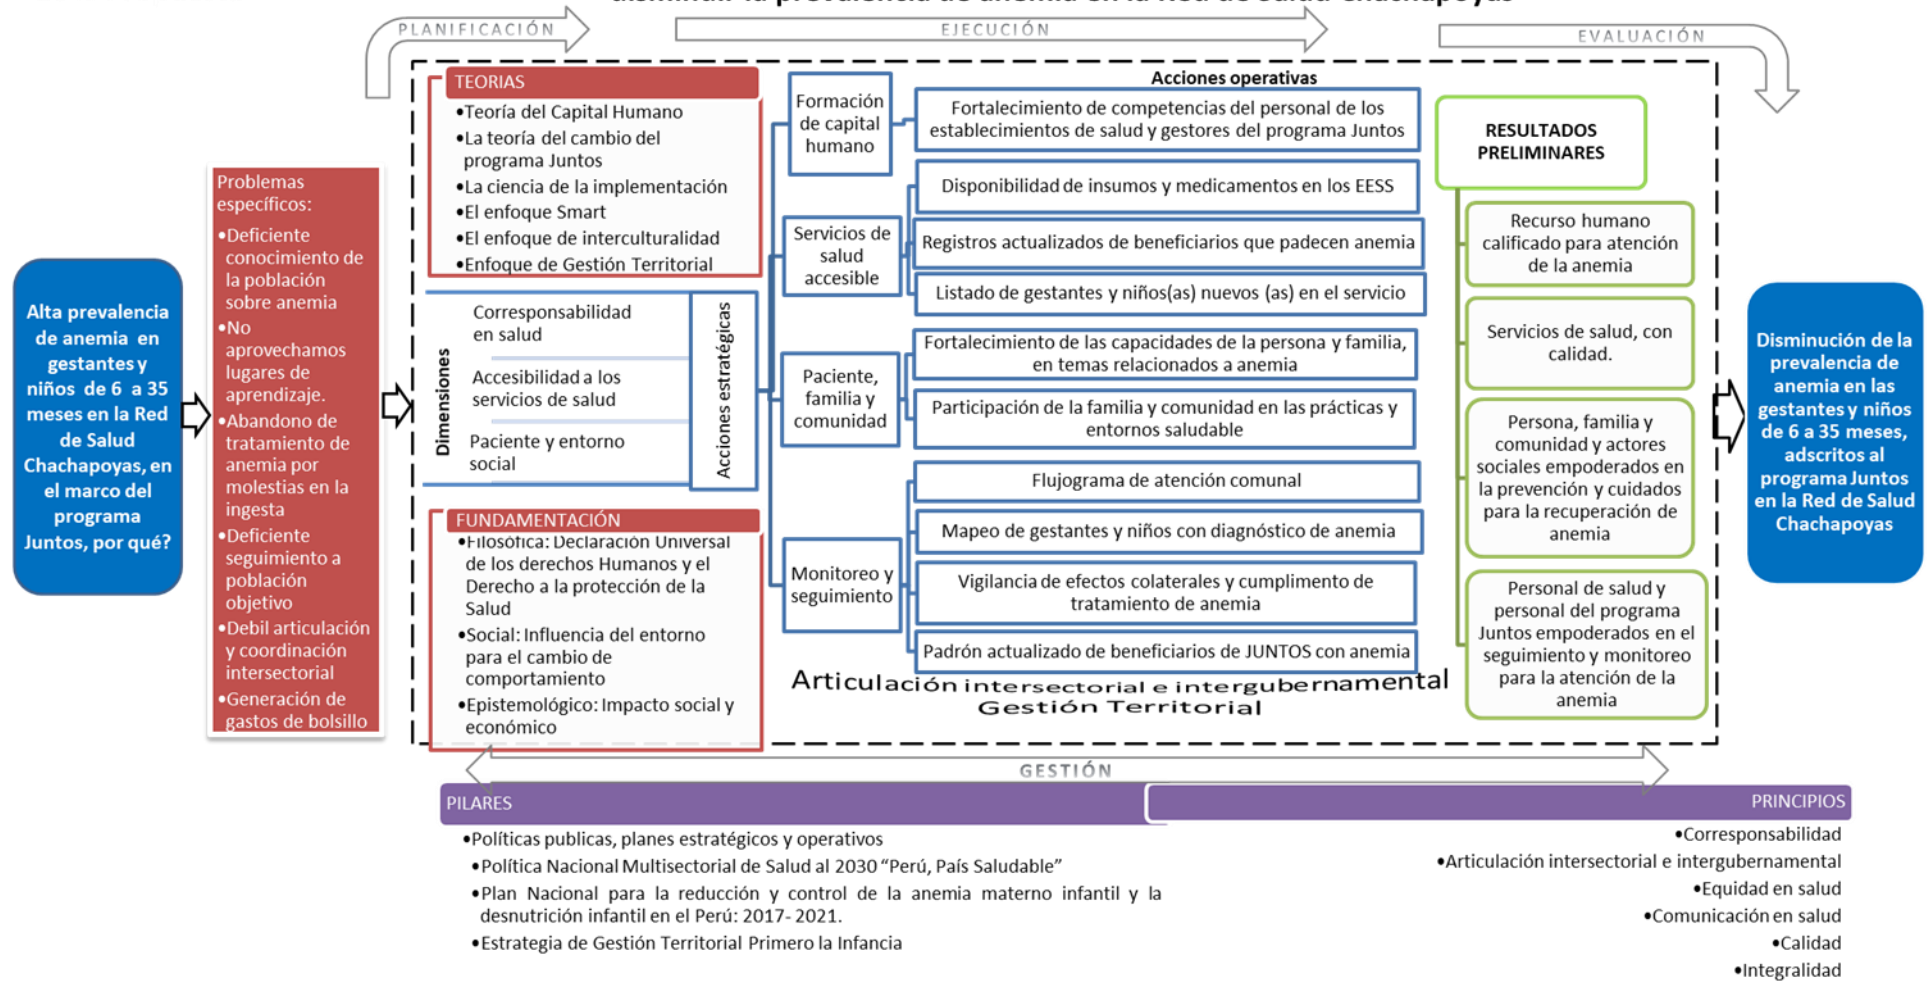 disminuir la prevalencia de anemia en la Red de Salud Chachapoyas
PLANIFICACIÓN
EJECUCIÓN
EVALUACIÓN
Alta prevalencia
de anemia en
gestantes y
niños de 6 a 35
meses en la Red
de Salud
Chachapoyas, en
el marco del
programa
Juntos, por qué?
Problemas
específicos:
•Deficiente
conocimiento de
la población
sobre anemia
•No
aprovechamos
lugares de
aprendizaje.
•Abandono de
tratamiento de
anemia por
molestias en la
ingesta
•Deficiente
seguimiento a
población
objetivo
•Debil articulación
y coordinación
intersectorial
•Generación de
gastos de bolsillo
TEORIAS
•Teoría del Capital Humano
•La teoría del cambio del
programa Juntos
•La ciencia de la implementación
•El enfoque Smart
•El enfoque de interculturalidad
•Enfoque de Gestión Territorial
Dimensiones
Corresponsabilidad
en salud
Accesibilidad a los
servicios de salud
Paciente y entorno
social
Acciones estratégicas
FUNDAMENTACIÓN
•Filosófica: Declaración Universal
de los derechos Humanos y el
Derecho a la protección de la
Salud
•Social: Influencia del entorno
para el cambio de
comportamiento
•Epistemológico: Impacto social y
económico
Acciones operativas
Formación
de capital
humano
Fortalecimiento de competencias del personal de los
establecimientos de salud y gestores del programa Juntos
Servicios de
salud
accesible
Disponibilidad de insumos y medicamentos en los EESS
Registros actualizados de beneficiarios que padecen anemia
Listado de gestantes y niños(as) nuevos (as) en el servicio
Paciente,
familia y
comunidad
Fortalecimiento de las capacidades de la persona y familia,
en temas relacionados a anemia
Participación de la familia y comunidad en las prácticas y
entornos saludable
Monitoreo y
seguimiento
Flujograma de atención comunal
Mapeo de gestantes y niños con diagnóstico de anemia
Vigilancia de efectos colaterales y cumplimento de
tratamiento de anemia
Padrón actualizado de beneficiarios de JUNTOS con anemia
Articulación intersectorial e intergubernamental
Gestión Territorial
RESULTADOS
PRELIMINARES
Recurso humano
calificado para atención
de la anemia
Servicios de salud, con
calidad.
Persona, familia y
comunidad y actores
sociales empoderados en
la prevención y cuidados
para la recuperación de
anemia
Personal de salud y
personal del programa
Juntos empoderados en el
seguimiento y monitoreo
para la atención de la
anemia
Disminución de la
prevalencia de
anemia en las
gestantes y niños
de 6 a 35 meses,
adscritos al
programa Juntos
en la Red de Salud
Chachapoyas
GESTIÓN
PILARES
•Políticas publicas, planes estratégicos y operativos
•Política Nacional Multisectorial de Salud al 2030 “Perú, País Saludable”
•Plan Nacional para la reducción y control de la anemia materno infantil y la
desnutrición infantil en el Perú: 2017- 2021.
•Estrategia de Gestión Territorial Primero la Infancia
PRINCIPIOS
•Corresponsabilidad
•Articulación intersectorial e intergubernamental
•Equidad en salud
•Comunicación en salud
•Calidad
•Integralidad